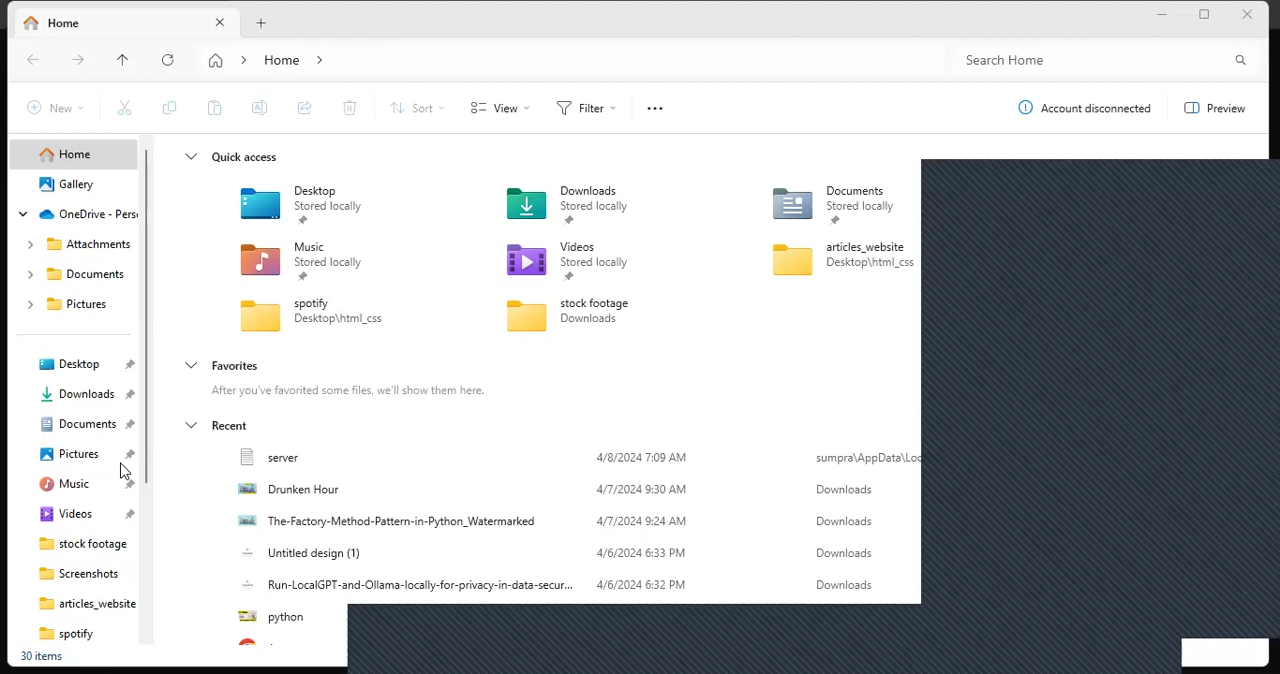 Home
Home
Search Home
New
Sort
View
Filter
Account disconnected
Preview
Home
Gallery
OneDrive - Pers
Attachments
Documents
Pictures
Desktop
Downloads
Documents
Pictures
Music
Videos
stock footage
Screenshots
articles_website
spotify
Quick access
Desktop
Stored locally
Downloads
Stored locally
Documents
Stored locally
Music
Stored locally
Videos
Stored locally
articles_website
Desktop\html_css
spotify
Desktop\html_css
stock footage
Downloads
Favorites
After you've favorited some files, we'll show them here.
Recent
server 4/8/2024 7:09 AM sumpra\AppData\Loc
Drunken Hour 4/7/2024 9:30 AM Downloads
The-Factory-Method-Pattern-in-Python_Watermarked 4/7/2024 9:24 AM Downloads
Untitled design (1) 4/6/2024 6:33 PM Downloads
Run-LocalGPT-and-Ollama-locally-for-privacy-in-data-secur... 4/6/2024 6:32 PM Downloads
python
30 items